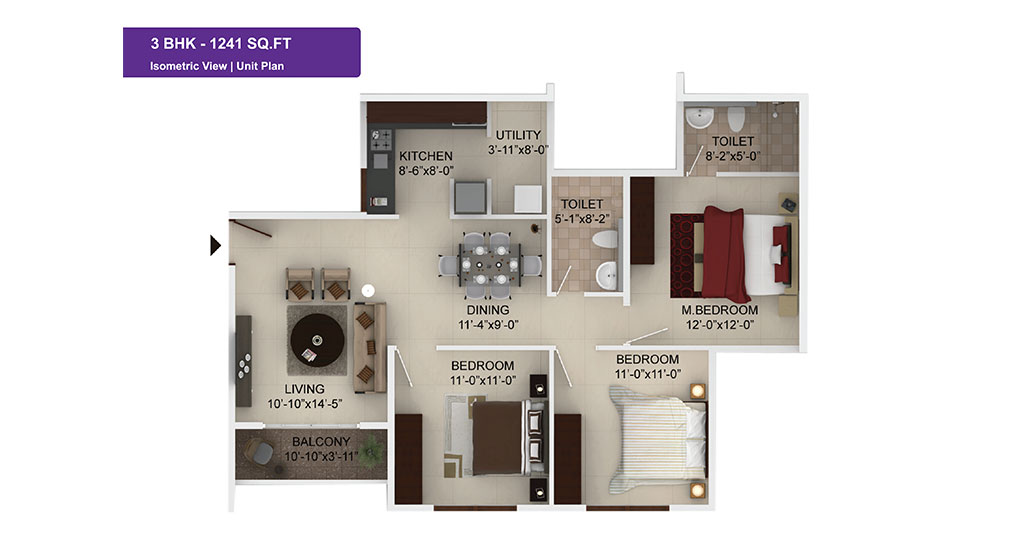 3 BHK - 1241 SQ.FT
Isometric View | Unit Plan
UTILITY
3'-11"x8'-0"
KITCHEN
8'-6"x8'-0"
TOILET
8'-2"x5'-0"
TOILET
5'-1"x8'-2"
DINING
11'-4"x9'-0"
M.BEDROOM
12'-0"x12'-0"
BEDROOM
11'-0"x11'-0"
BEDROOM
11'-0"x11'-0"
LIVING
10'-10"x14'-5"
BALCONY
10'-10"x3'-11"